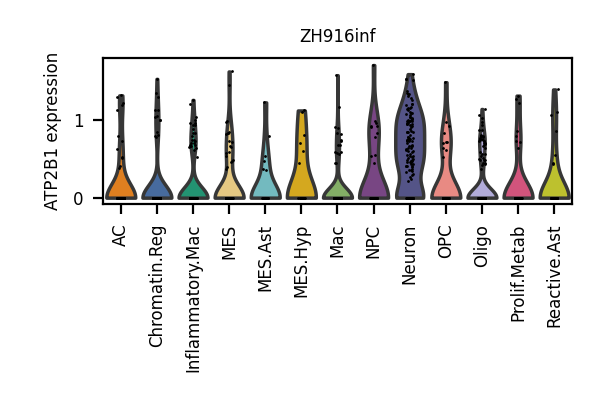 ZH916inf
ATP2B1 expression
1
0
AC
Chromatin.Reg
Inflammatory.Mac
MES
MES.Ast
MES.Hyp
Mac
NPC
Neuron
OPC
Oligo
Prolif.Metab
Reactive.Ast